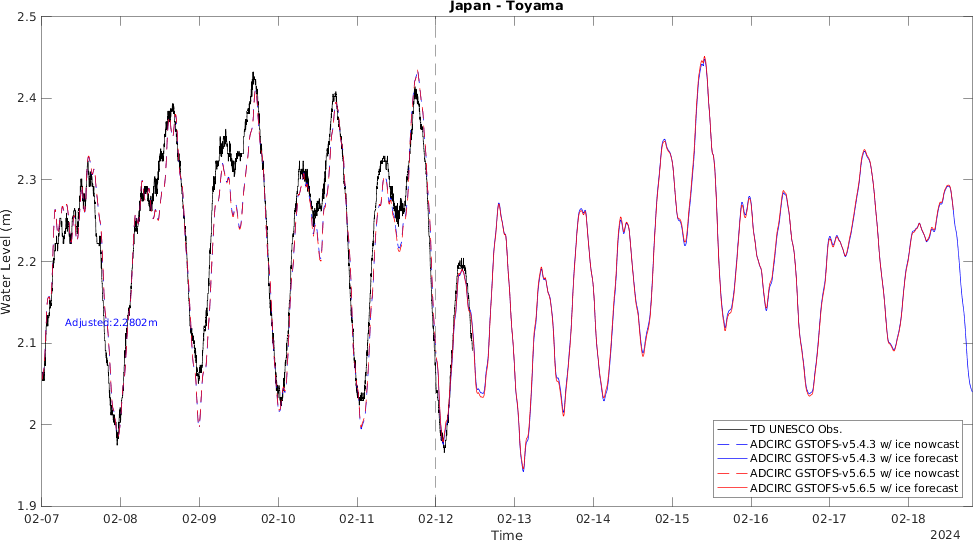 Japan - Toyama
2.5
2.4
2.3
2.2
2.1
2
1.9
Water Level (m)
Adjusted:2.2802m
TD UNESCO Obs.
ADCIRC GSTOFS-v5.4.3 w/ ice nowcast
ADCIRC GSTOFS-v5.4.3 w/ ice forecast
ADCIRC GSTOFS-v5.6.5 w/ ice nowcast
ADCIRC GSTOFS-v5.6.5 w/ ice forecast
02-07 02-08 02-09 02-10 02-11 02-12 02-13 02-14 02-15 02-16 02-17 02-18
Time
2024